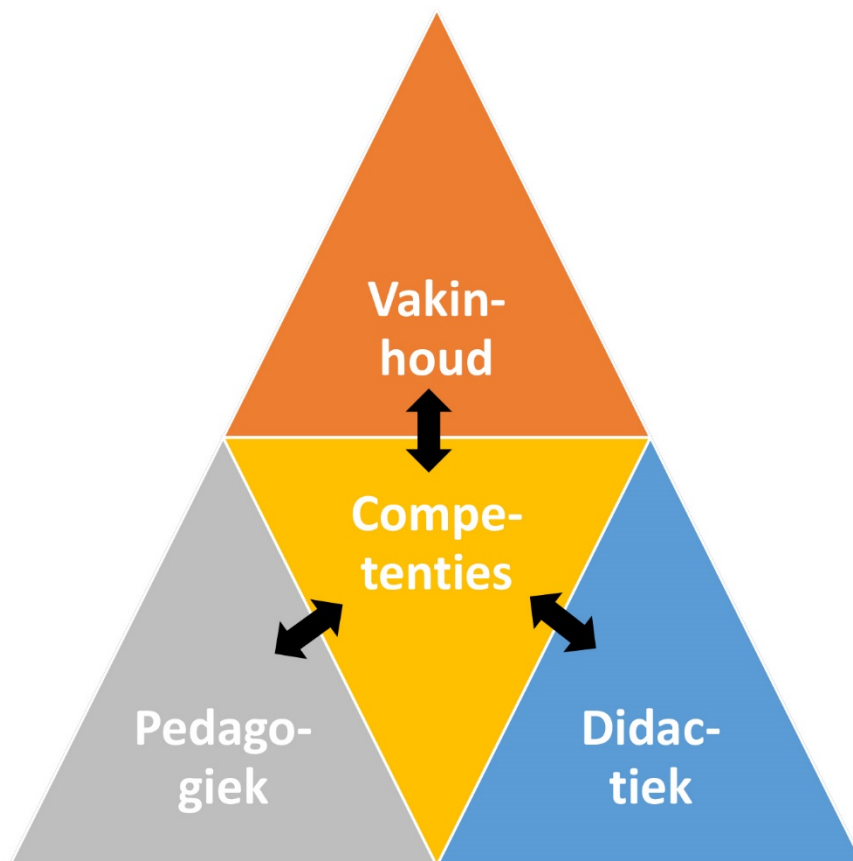 Vakin-
houd
Compe-
tenties
Pedago-
giek
Didac-
tiek